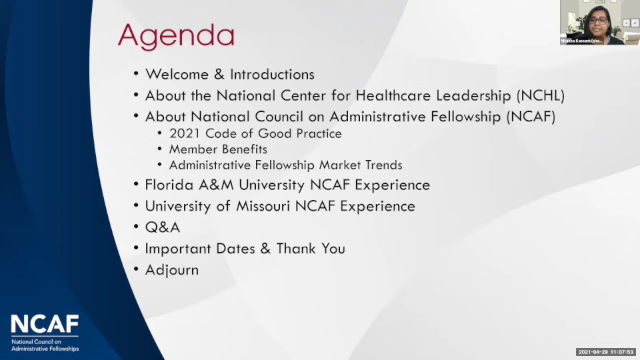 Agenda
• Welcome & Introductions
• About the National Center for Healthcare Leadership (NCHL)
• About National Council on Administrative Fellowship (NCAF)
• 2021 Code of Good Practice
• Member Benefits
• Administrative Fellowship Market Trends
• Florida A&M University NCAF Experience
• University of Missouri NCAF Experience
• Q&A
• Important Dates & Thank You
• Adjourn
NCAF
National Council on
Administrative Fellowships
2021-04-29 11:07:53